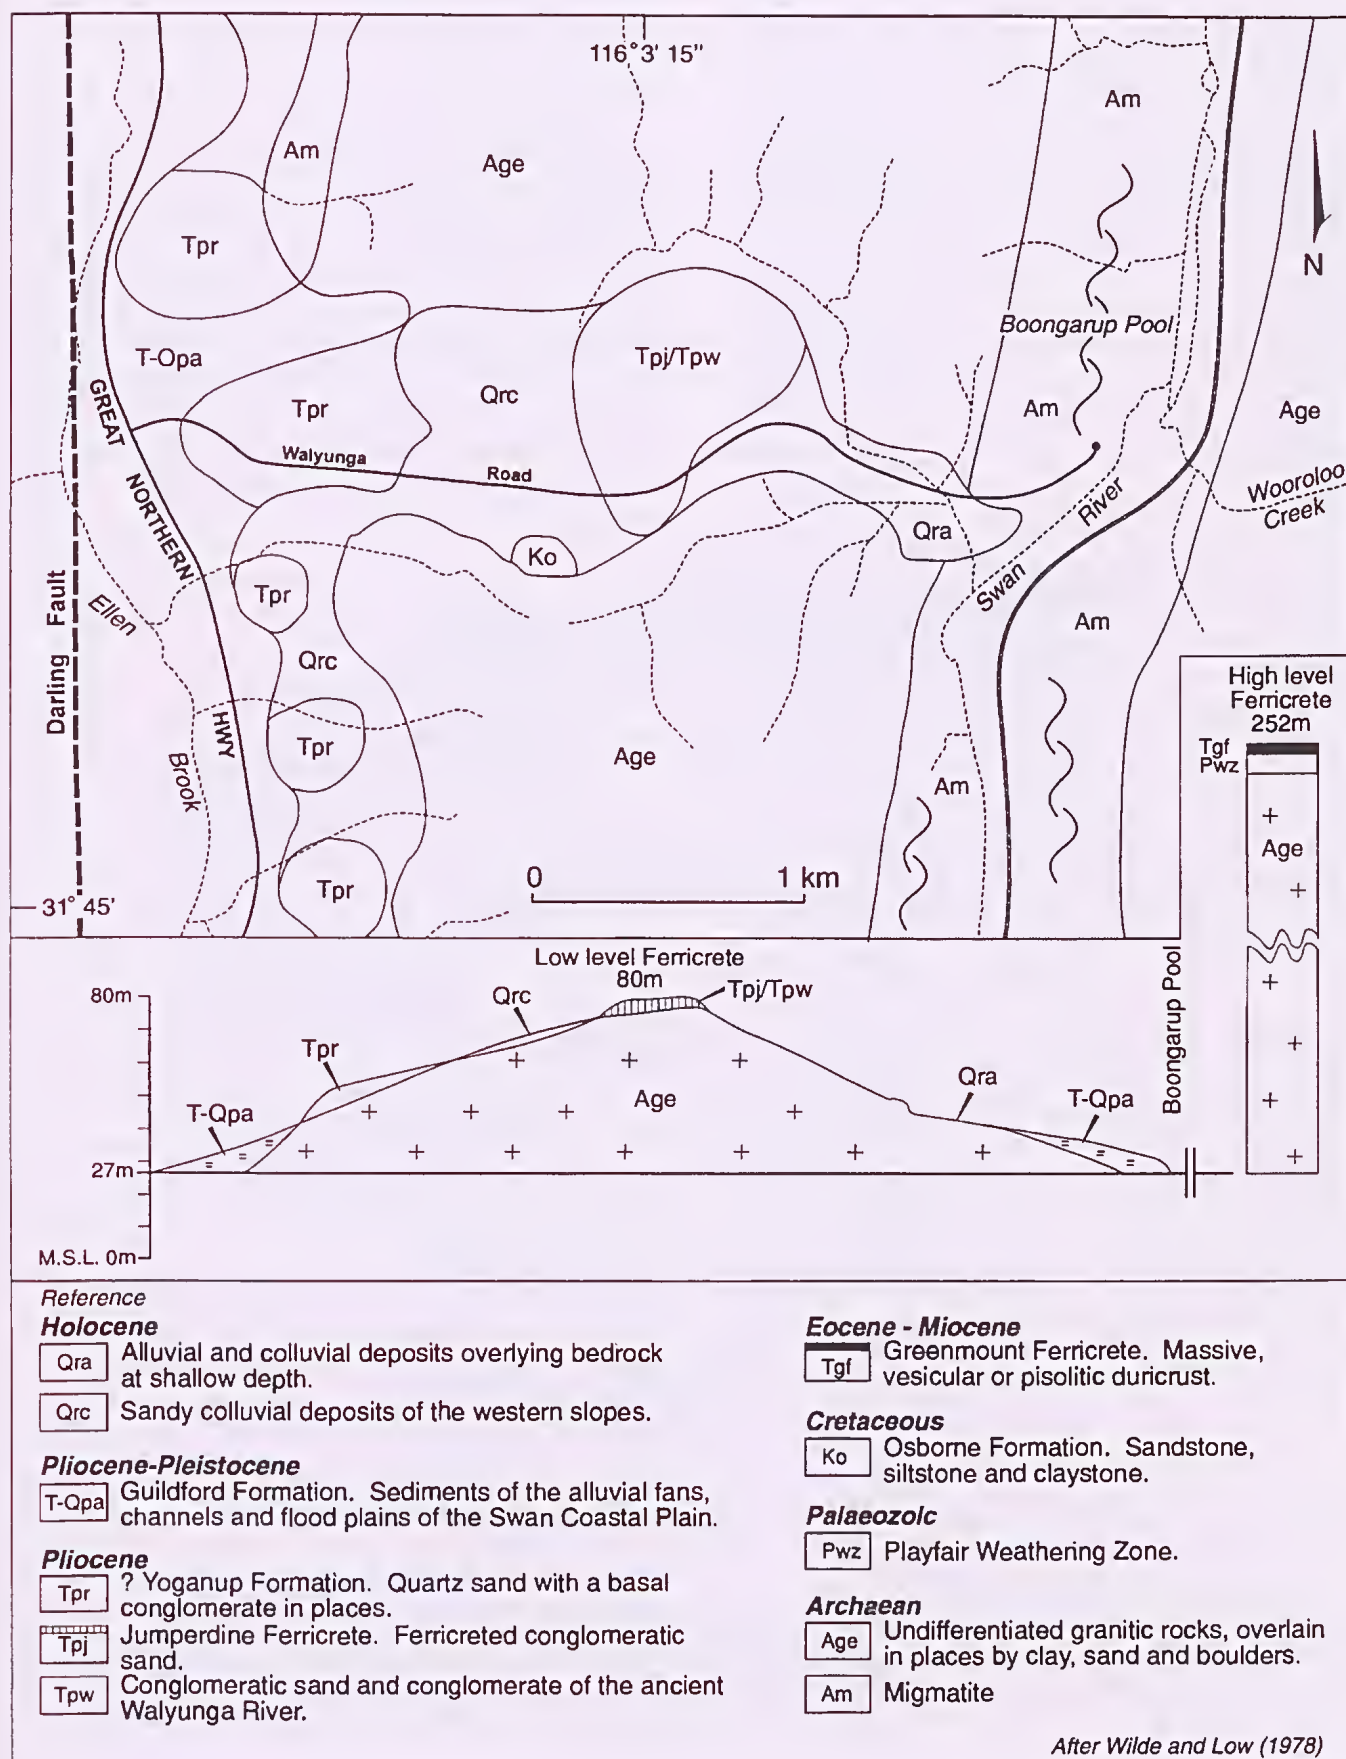 116°3' 15"
Am
Am
Age
Tpr
N
Boongarup Pool
T-Opa
Tpj/Tpw
Qrc
Tpr
Am
Age
GREAT NORTHERN HWY
Walyunga Road
Wooroloo
Creek
Swan River
Qra
Ko
Tpr
Ellen Brook
Darling Fault
Am
Qrc
Tpr
Age
Am
Tpr
0 1 km
31° 45'
High level
Ferricrete
252m
Tgf
Pwz
Age
Low level Ferricrete
80m
80m
Qrc
Tpj/Tpw
Tpr
Age
Qra
T-Qpa
T-Qpa
Boongarup Pool
27m
M.S.L. 0m
Reference
Holocene
Qra Alluvial and colluvial deposits overlying bedrock
at shallow depth.
Qrc Sandy colluvial deposits of the western slopes.
Pliocene-Pleistocene
T-Qpa Guildford Formation. Sediments of the alluvial fans,
channels and flood plains of the Swan Coastal Plain.
Pliocene
Tpr ? Yoganup Formation. Quartz sand with a basal
conglomerate in places.
Tpj Jumperdine Ferricrete. Ferricreted conglomeratic
sand.
Tpw Conglomeratic sand and conglomerate of the ancient
Walyunga River.
Eocene - Miocene
Tgf Greenmount Ferricrete. Massive,
vesicular or pisolitic duricrust.
Cretaceous
Ko Osborne Formation. Sandstone,
siltstone and claystone.
Palaeozoic
Pwz Playfair Weathering Zone.
Archaean
Age Undifferentiated granitic rocks, overlain
in places by clay, sand and boulders.
Am Migmatite
After Wilde and Low (1978)